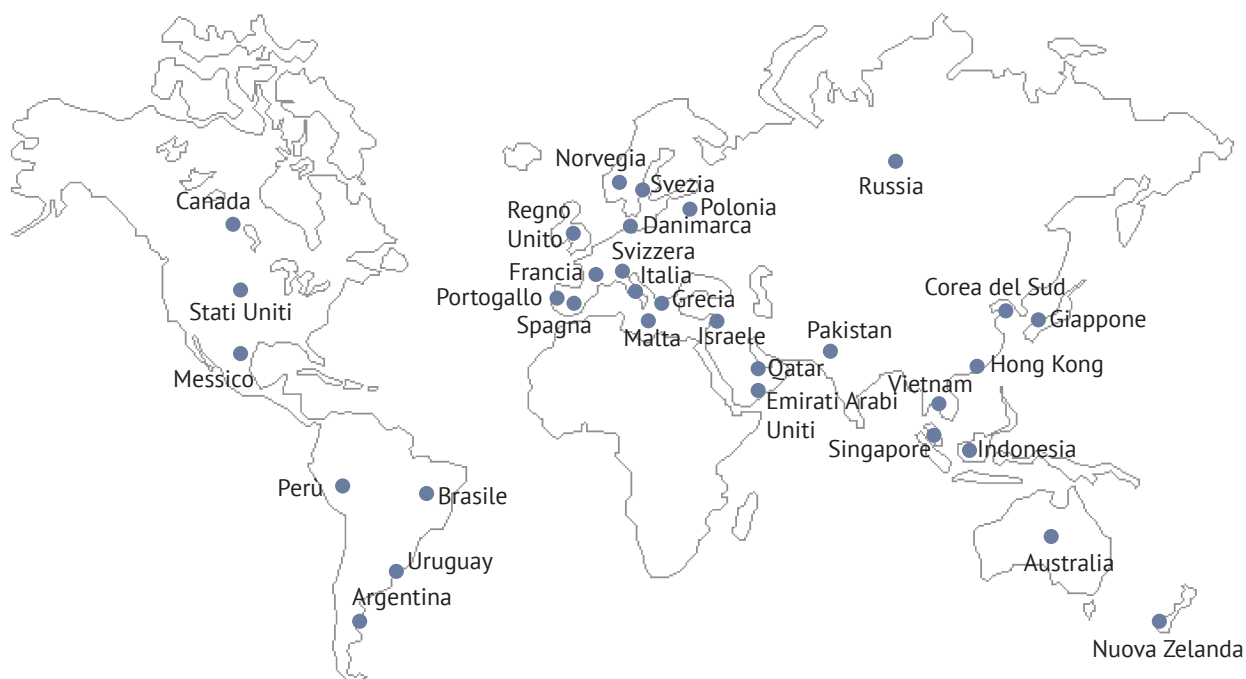 Norvegia
Svezia
Russia
Canada
Regno
Unito
Polonia
Danimarca
Svizzera
Francia
Italia
Portogallo
Grecia
Spagna
Malta
Israele
Stati Uniti
Messico
Pakistan
Corea del Sud
Giappone
Hong Kong
Qatar
Vietnam
Emirati Arabi
Uniti
Singapore
Indonesia
Perù
Brasile
Uruguay
Argentina
Australia
Nuova Zelanda